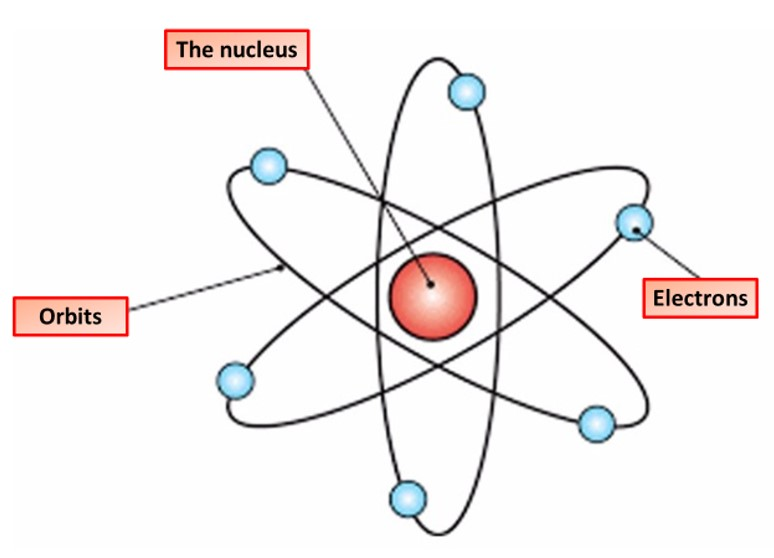 The nucleus
Electrons
Orbits